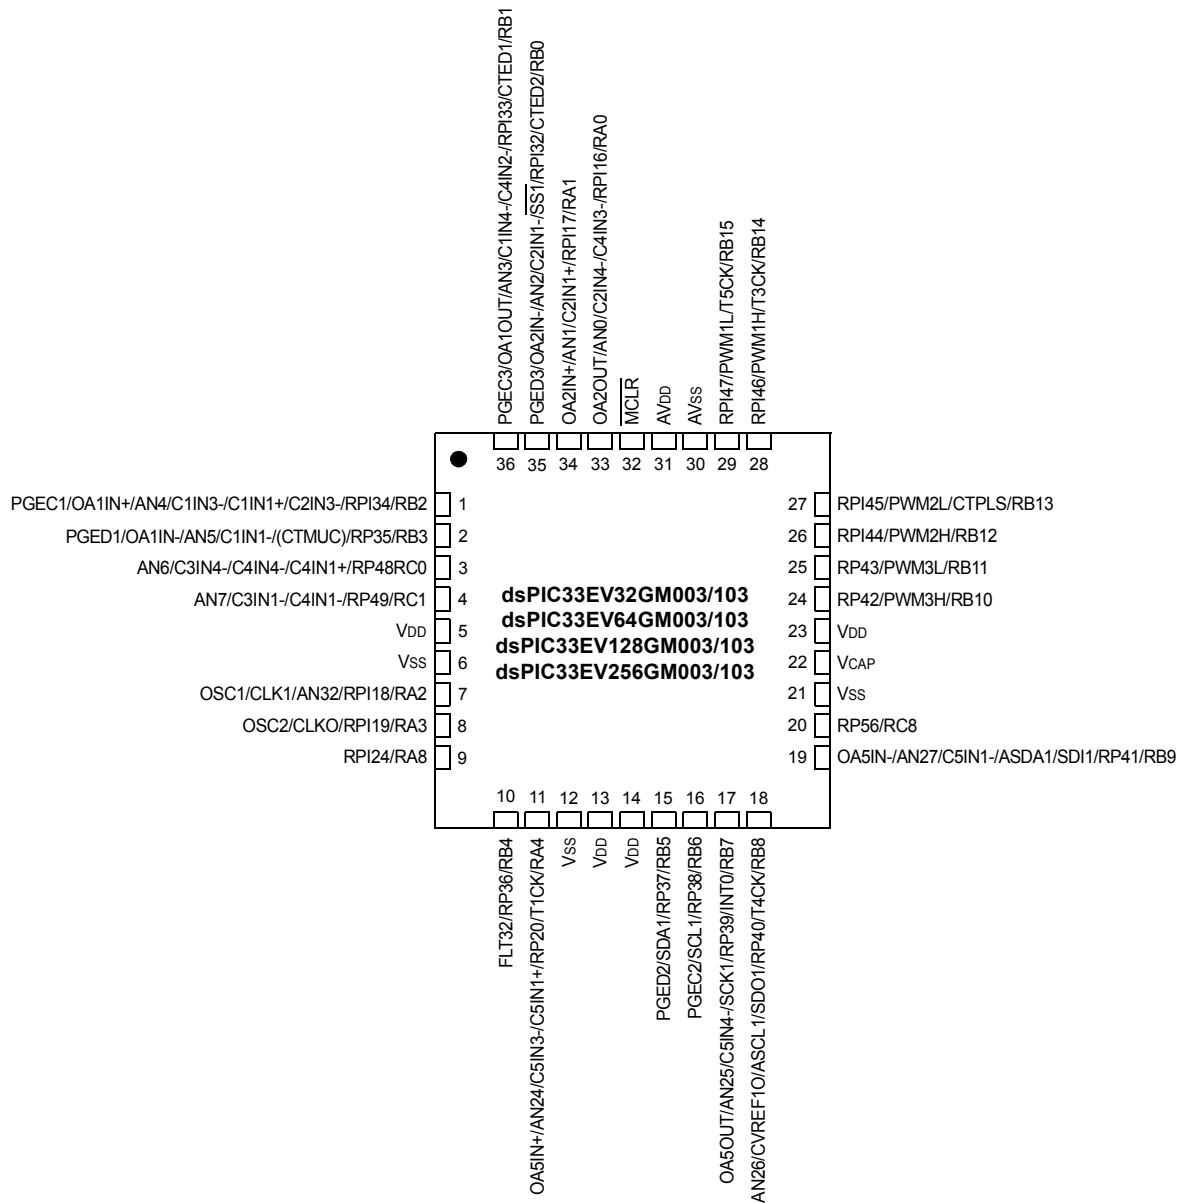 PGEC3/OA1OUT/AN3/C1IN4-/C4IN2-/RPI33/CTED1/RB1
PGED3/OA2IN-/AN2/C2IN1-/SS1/RPI32/CTED2/RB0
OA2IN+/AN1/C2IN1+/RPI17/RA1
OA2OUT/AN0/C2IN4-/C4IN3-/RPI16/RA0
MCLR
AVDD
AVSS
RPI47/PWM1L/T5CK/RB15
RPI46/PWM1H/T3CK/RB14
36 35 34 33 32 31 30 29 28
PGEC1/OA1IN+/AN4/C1IN3-/C1IN1+/C2IN3-/RPI34/RB2 1
PGED1/OA1IN-/AN5/C1IN1-/(CTMUC)/RP35/RB3 2
AN6/C3IN4-/C4IN4-/C4IN1+/RP48RC0 3
AN7/C3IN1-/C4IN1-/RP49/RC1 4
VDD 5
VSS 6
OSC1/CLK1/AN32/RPI18/RA2 7
OSC2/CLKO/RPI19/RA3 8
RPI24/RA8 9
dsPIC33EV32GM003/103
dsPIC33EV64GM003/103
dsPIC33EV128GM003/103
dsPIC33EV256GM003/103
27 RPI45/PWM2L/CTPLS/RB13
26 RPI44/PWM2H/RB12
25 RP43/PWM3L/RB11
24 RP42/PWM3H/RB10
23 VDD
22 VCAP
21 VSS
20 RP56/RC8
19 OA5IN-/AN27/C5IN1-/ASDA1/SDI1/RP41/RB9
10 11 12 13 14 15 16 17 18
FLT32/RP36/RB4
OA5IN+/AN24/C5IN3-/C5IN1+/RP20/T1CK/RA4
VSS
VDD
VDD
PGED2/SDA1/RP37/RB5
PGEC2/SCL1/RP38/RB6
OA5OUT/AN25/C5IN4-/SCK1/RP39/INT0/RB7
AN26/CVREF1O/ASCL1/SDO1/RP40/T4CK/RB8